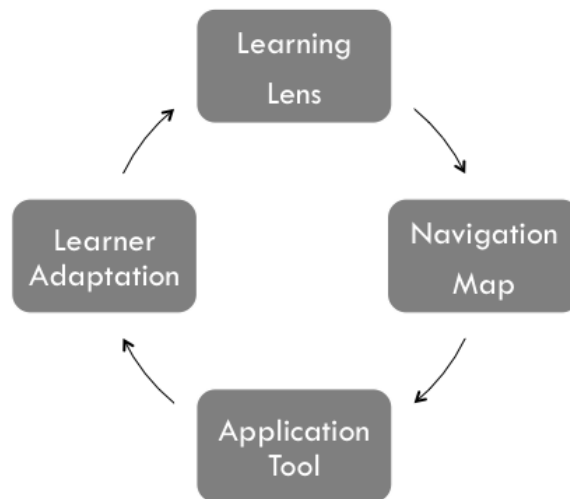 Learning
Lens
Navigation
Map
Application
Tool
Learner
Adaptation